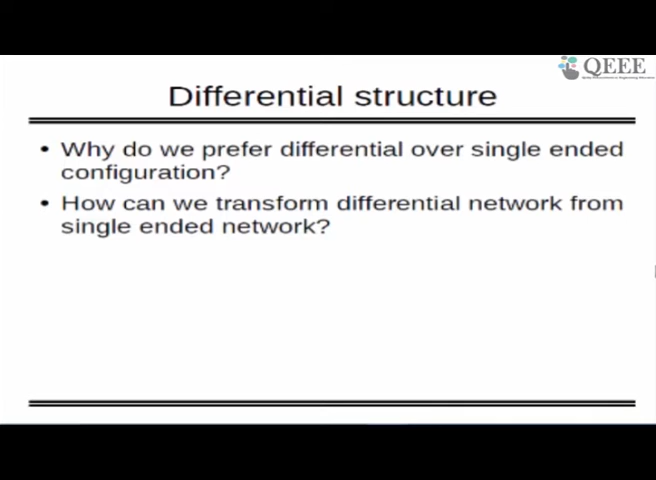 QEEE
Differential structure
• Why do we prefer differential over single ended
configuration?
• How can we transform differential network from
single ended network?